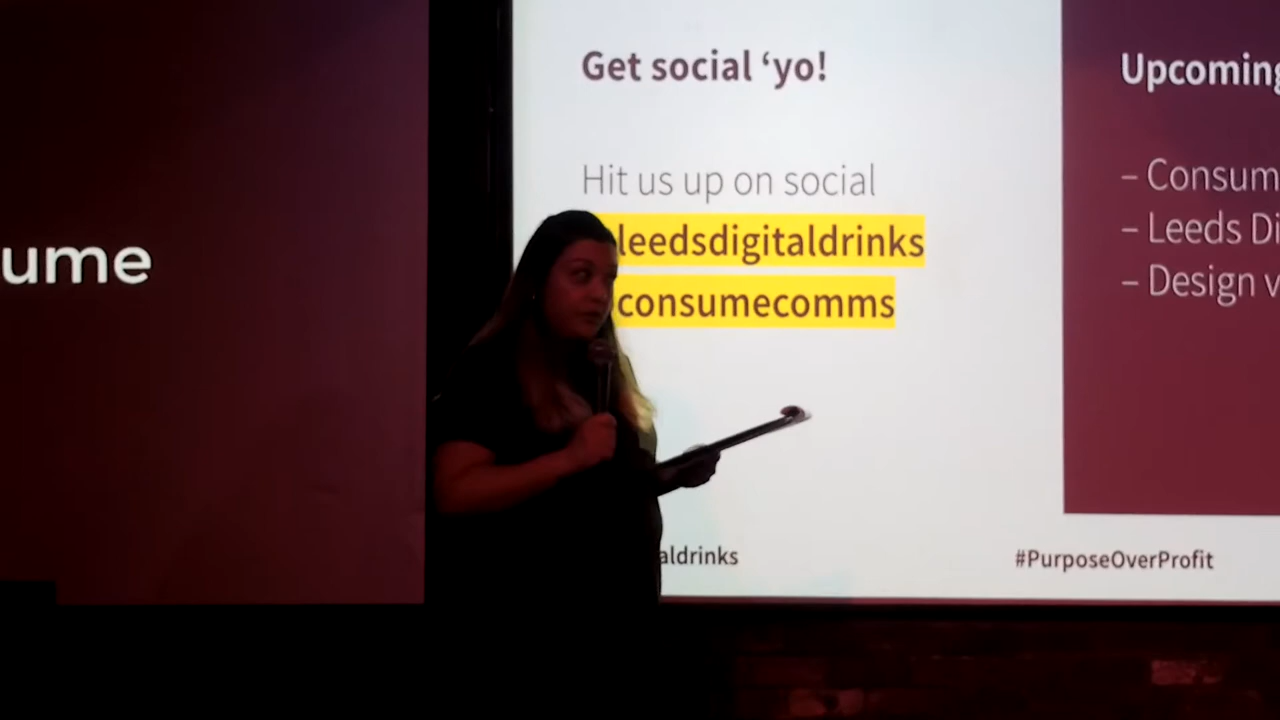 ume
Get social ‘yo!
Hit us up on social
leedsdigitaldrinks
consumecomms
aldrinks
#PurposeOverProfit
Upcoming
– Consum
– Leeds Di
– Design v